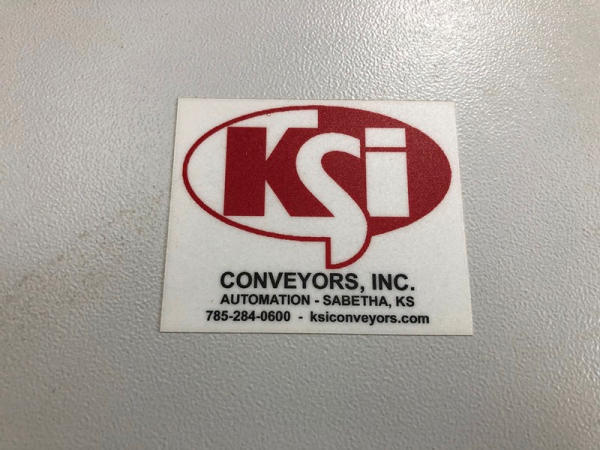 KSi
CONVEYORS, INC.
AUTOMATION - SABETHA, KS
785-284-0600 - ksiconveyors.com